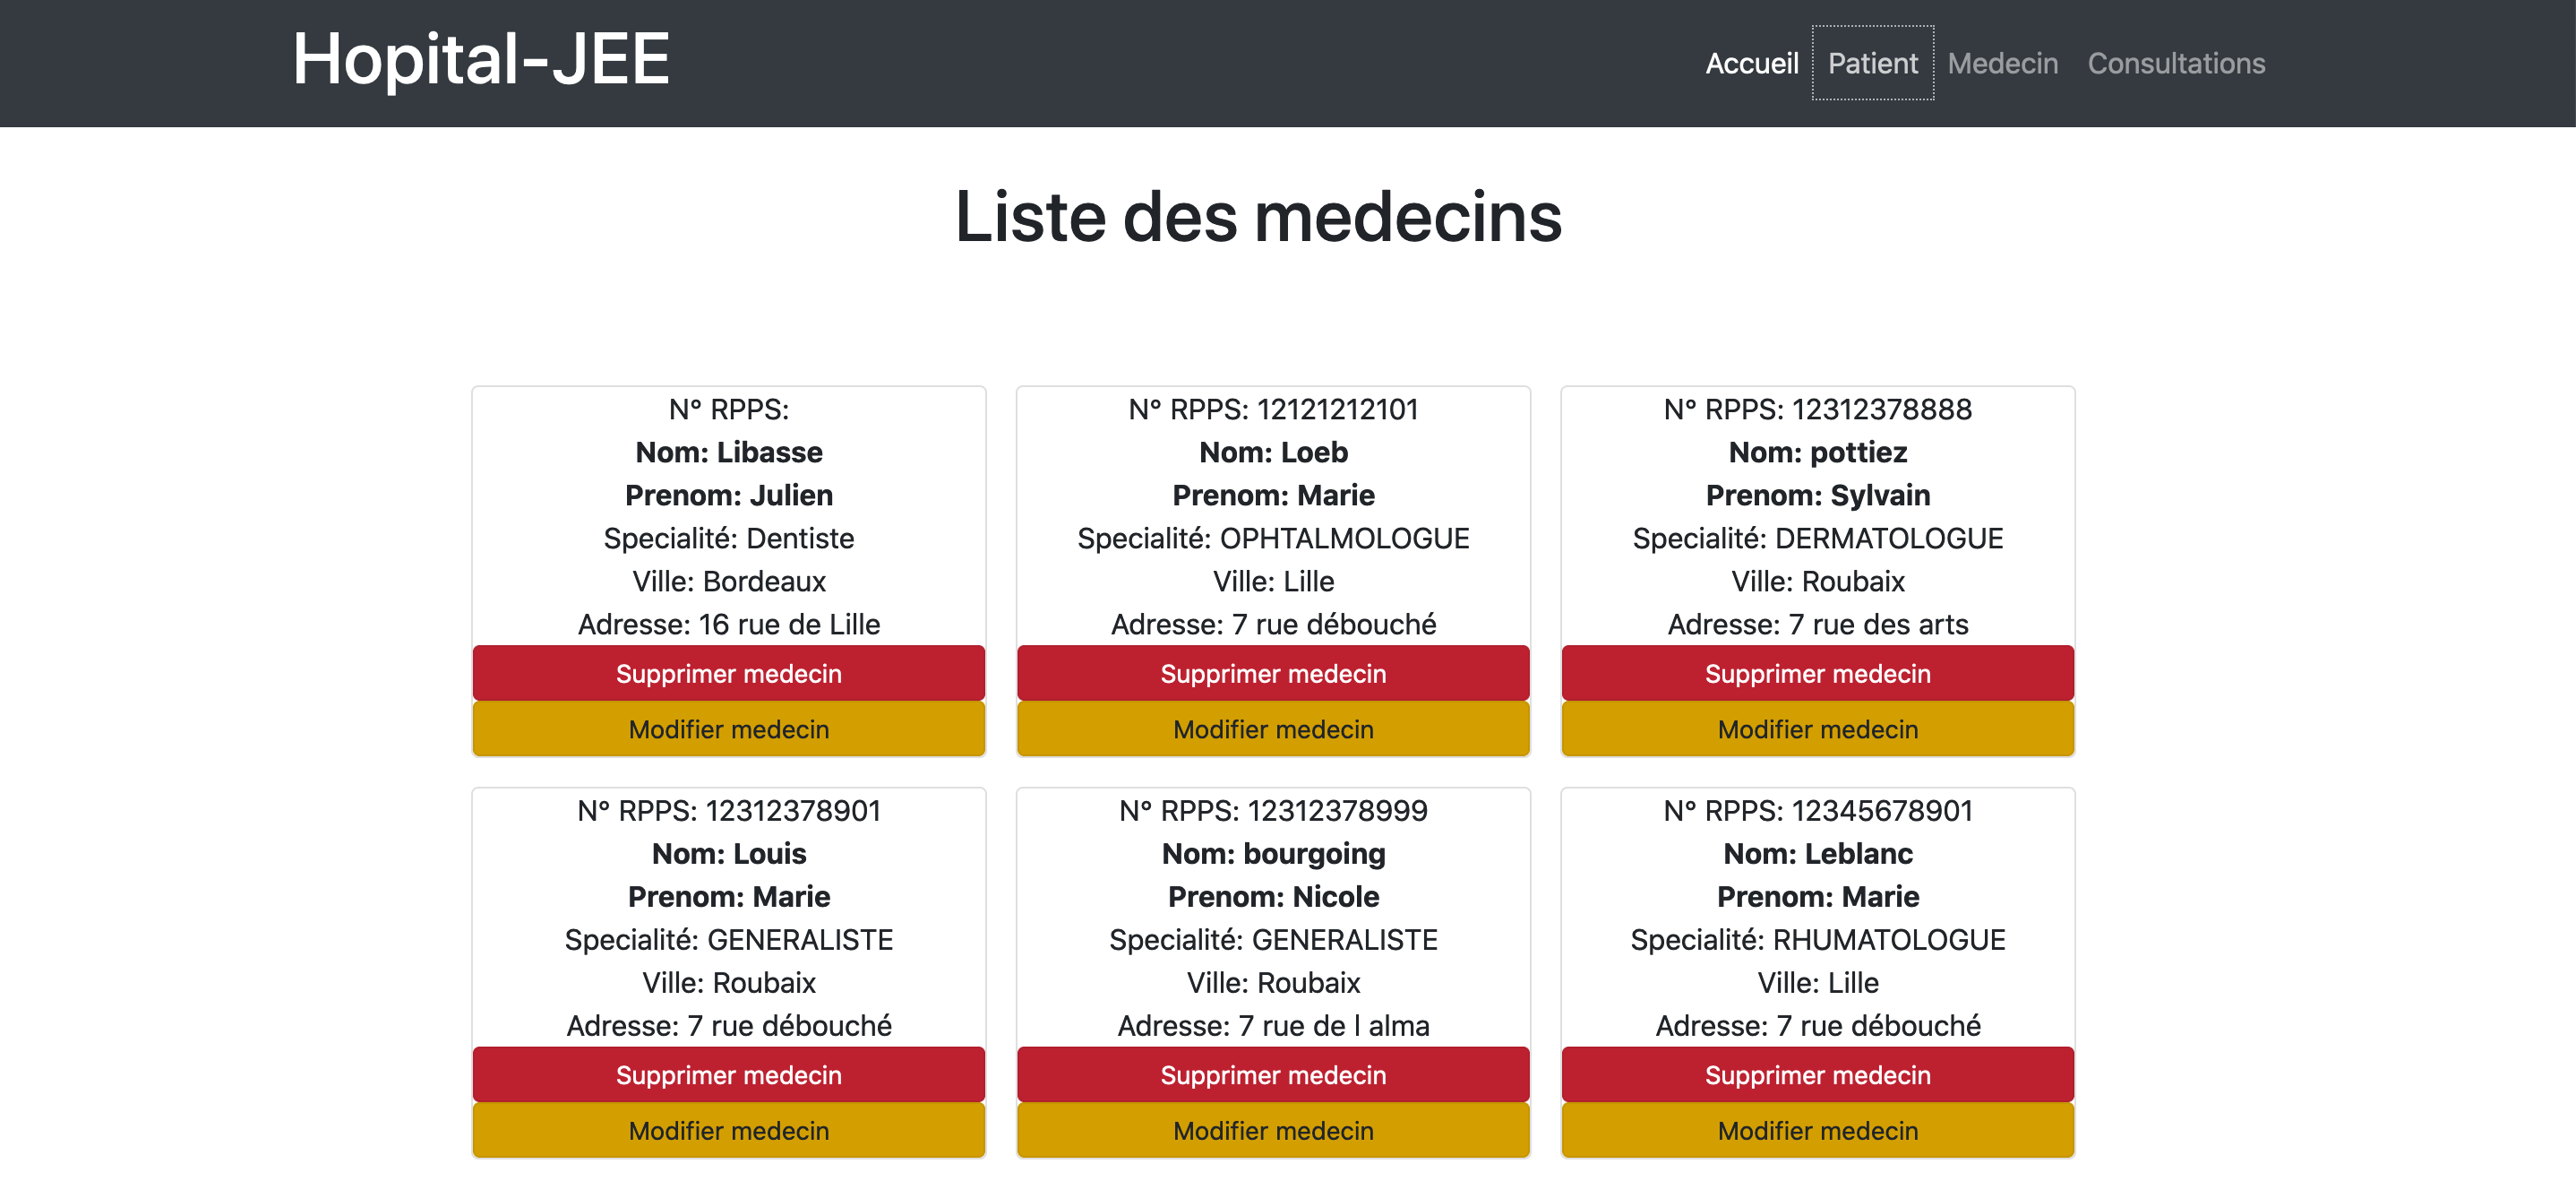 Hopital-JEE
Accueil Patient Medecin Consultations
Liste des medecins
N° RPPS:
Nom: Libasse
Prenom: Julien
Specialité: Dentiste
Ville: Bordeaux
Adresse: 16 rue de Lille
Supprimer medecin
Modifier medecin
N° RPPS: 12121212101
Nom: Loeb
Prenom: Marie
Specialité: OPHTALMOLOGUE
Ville: Lille
Adresse: 7 rue débouché
Supprimer medecin
Modifier medecin
N° RPPS: 12312378888
Nom: pottiez
Prenom: Sylvain
Specialité: DERMATOLOGUE
Ville: Roubaix
Adresse: 7 rue des arts
Supprimer medecin
Modifier medecin
N° RPPS: 12312378901
Nom: Louis
Prenom: Marie
Specialité: GENERALISTE
Ville: Roubaix
Adresse: 7 rue débouché
Supprimer medecin
Modifier medecin
N° RPPS: 12312378999
Nom: bourgoing
Prenom: Nicole
Specialité: GENERALISTE
Ville: Roubaix
Adresse: 7 rue de l alma
Supprimer medecin
Modifier medecin
N° RPPS: 12345678901
Nom: Leblanc
Prenom: Marie
Specialité: RHUMATOLOGUE
Ville: Lille
Adresse: 7 rue débouché
Supprimer medecin
Modifier medecin